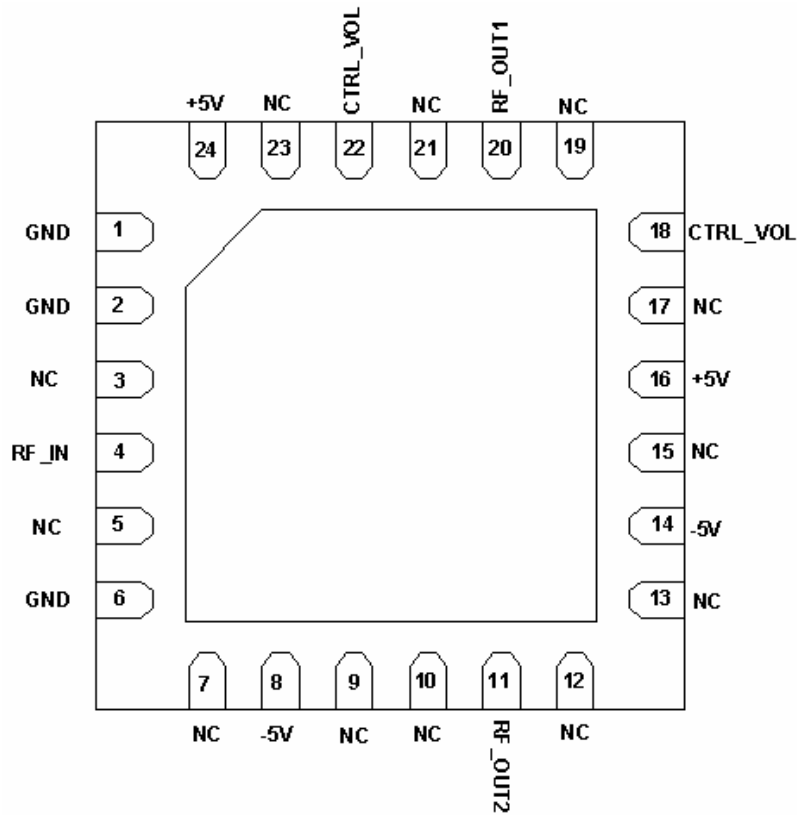 +5V
NC
CTRL_VOL
NC
RF_OUT1
NC
24
23
22
21
20
19
GND
1
GND
2
NC
3
RF_IN
4
NC
5
GND
6
18
CTRL_VOL
17
NC
16
+5V
15
NC
14
-5V
13
NC
7
8
9
10
11
12
NC
-5V
NC
NC
RF_OUT2
NC